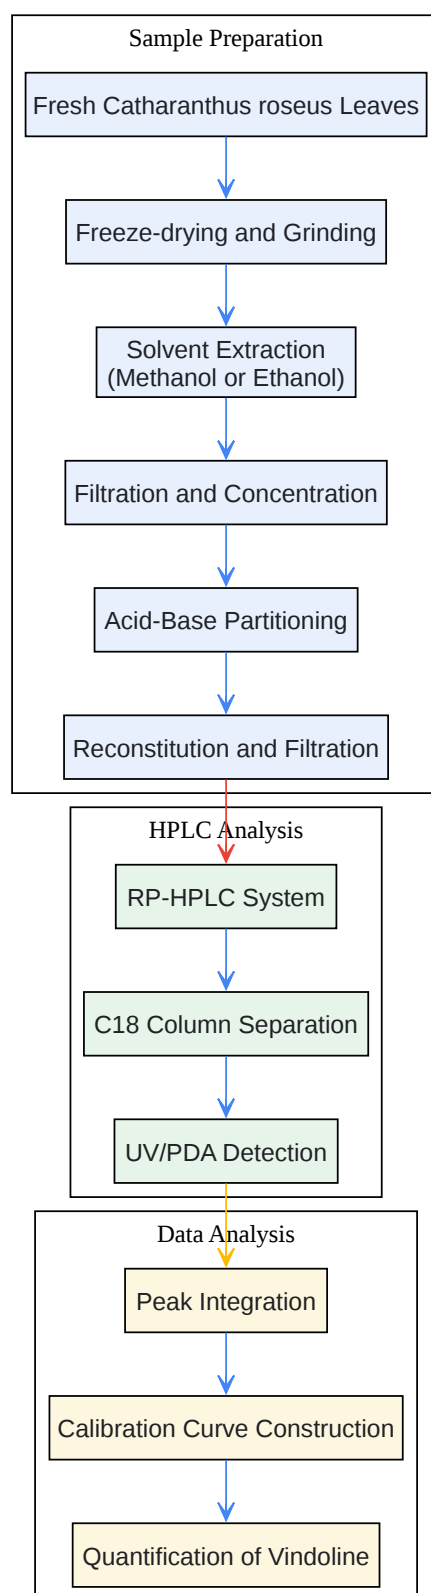 Sample Preparation
Fresh Catharanthus roseus Leaves
Freeze-drying and Grinding
Solvent Extraction
(Methanol or Ethanol)
Filtration and Concentration
Acid-Base Partitioning
Reconstitution and Filtration
HPLC Analysis
RP-HPLC System
C18 Column Separation
UV/PDA Detection
Data Analysis
Peak Integration
Calibration Curve Construction
Quantification of Vindoline